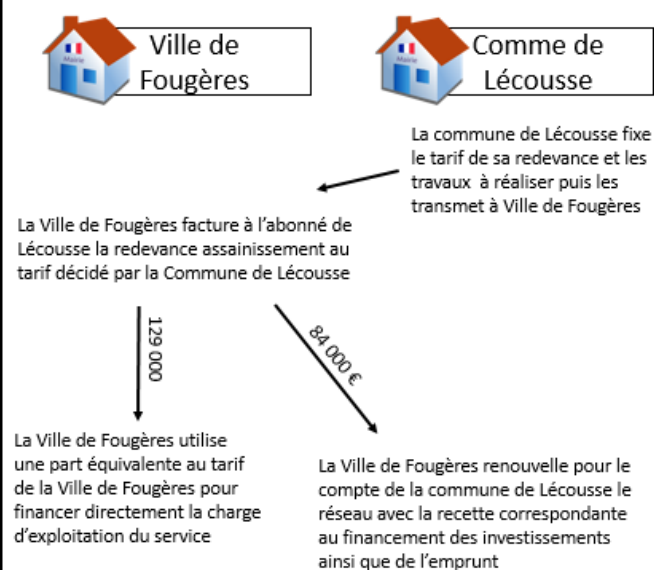 Mairie
Ville de
Fougères
Mairie
Comme de
Lécousse
La commune de Lécousse fixe
le tarif de sa redevance et les
travaux à réaliser puis les
transmet à Ville de Fougères
La Ville de Fougères facture à l'abonné de
Lécousse la redevance assainissement au
tarif décidé par la Commune de Lécousse
129 000
84 000 €
La Ville de Fougères utilise
une part équivalente au tarif
de la Ville de Fougères pour
financer directement la charge
d'exploitation du service
La Ville de Fougères renouvelle pour le
compte de la commune de Lécousse le
réseau avec la recette correspondante
au financement des investissements
ainsi que de l'emprunt